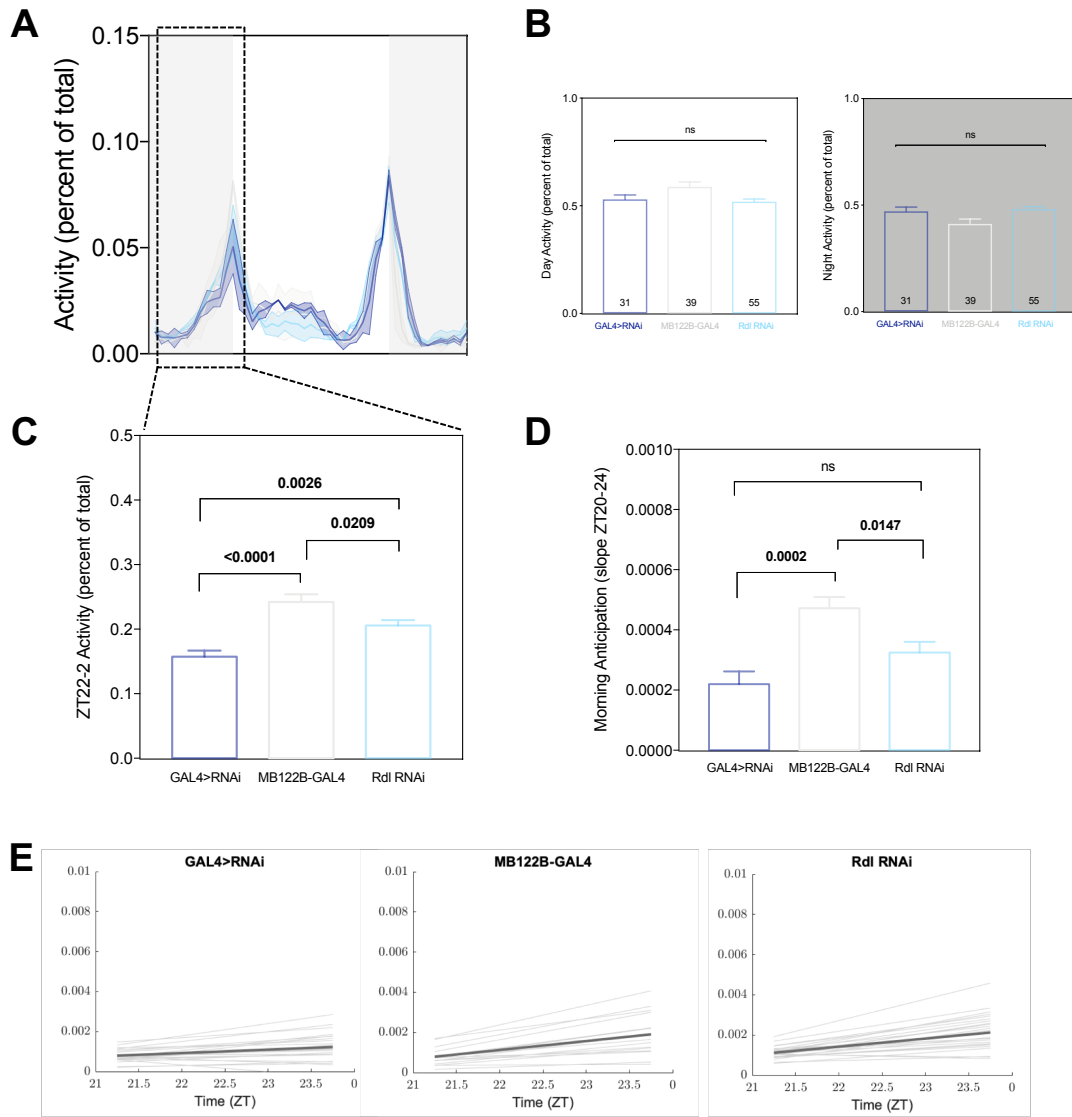 A
0.15
0.10
0.05
0.00
Activity (percent of total)
B
1.0
0.5
0.0
Day Activity (percent of total)
ns
31
39
55
GAL4>RNAi
MB122B-GAL4
Rdl RNAi
1.0
0.5
0.0
Night Activity (percent of total)
ns
31
39
55
GAL4>RNAi
MB122B-GAL4
Rdl RNAi
C
0.5
0.4
0.3
0.2
0.1
0.0
ZT22-2 Activity (percent of total)
0.0026
0.0209
<0.0001
GAL4>RNAi
MB122B-GAL4
Rdl RNAi
D
0.0010
0.0008
0.0006
0.0004
0.0002
0.0000
Morning Anticipation (slope ZT20-24)
ns
0.0147
0.0002
GAL4>RNAi
MB122B-GAL4
Rdl RNAi
E
GAL4>RNAi
0.01
0.008
0.006
0.004
0.002
0
21 21.5 22 22.5 23 23.5 0
Time (ZT)
MB122B-GAL4
0.01
0.008
0.006
0.004
0.002
0
21 21.5 22 22.5 23 23.5 0
Time (ZT)
Rdl RNAi
0.01
0.008
0.006
0.004
0.002
0
21 21.5 22 22.5 23 23.5 0
Time (ZT)